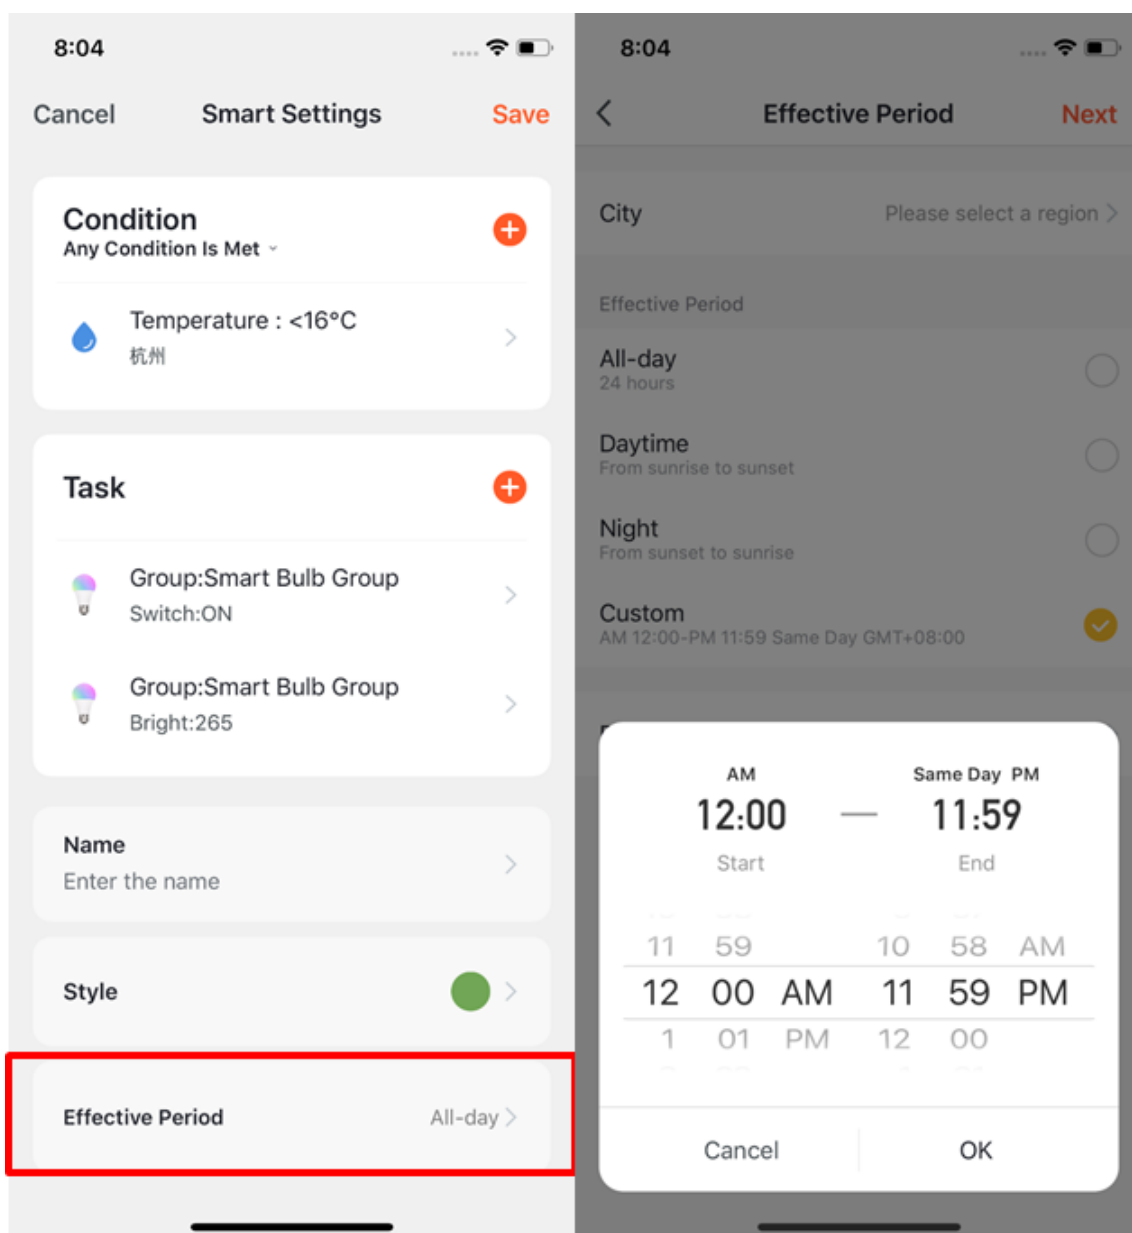 8:04
Cancel Smart Settings Save
Condition
Any Condition Is Met
Temperature : <16°C
杭州
Task
Group:Smart Bulb Group
Switch:ON
Group:Smart Bulb Group
Bright:265
Name
Enter the name
Style
Effective Period All-day
8:04
Effective Period Next
City Please select a region
Effective Period
All-day
24 hours
Daytime
From sunrise to sunset
Night
From sunset to sunrise
Custom
AM 12:00-PM 11:59 Same Day GMT+08:00
AM Same Day PM
12:00 — 11:59
Start End
11 59 10 58 AM
12 00 AM 11 59 PM
1 01 PM 12 00
Cancel OK